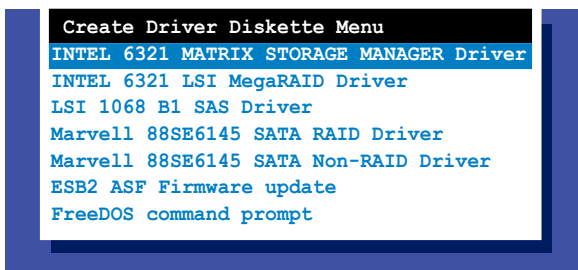 Create Driver Diskette Menu
INTEL 6321 MATRIX STORAGE MANAGER Driver
INTEL 6321 LSI MegaRAID Driver
LSI 1068 B1 SAS Driver
Marvell 88SE6145 SATA RAID Driver
Marvell 88SE6145 SATA Non-RAID Driver
ESB2 ASF Firmware update
FreeDOS command prompt